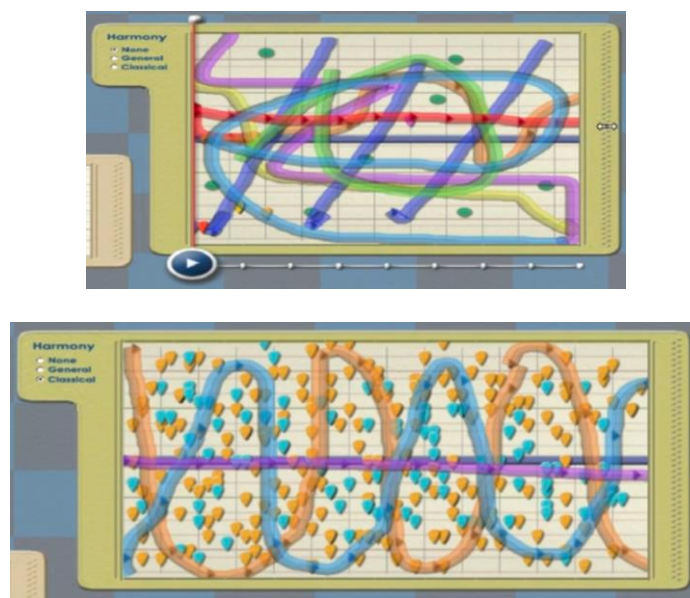 Harmony
None
General
Classical
Harmony
None
General
Classical